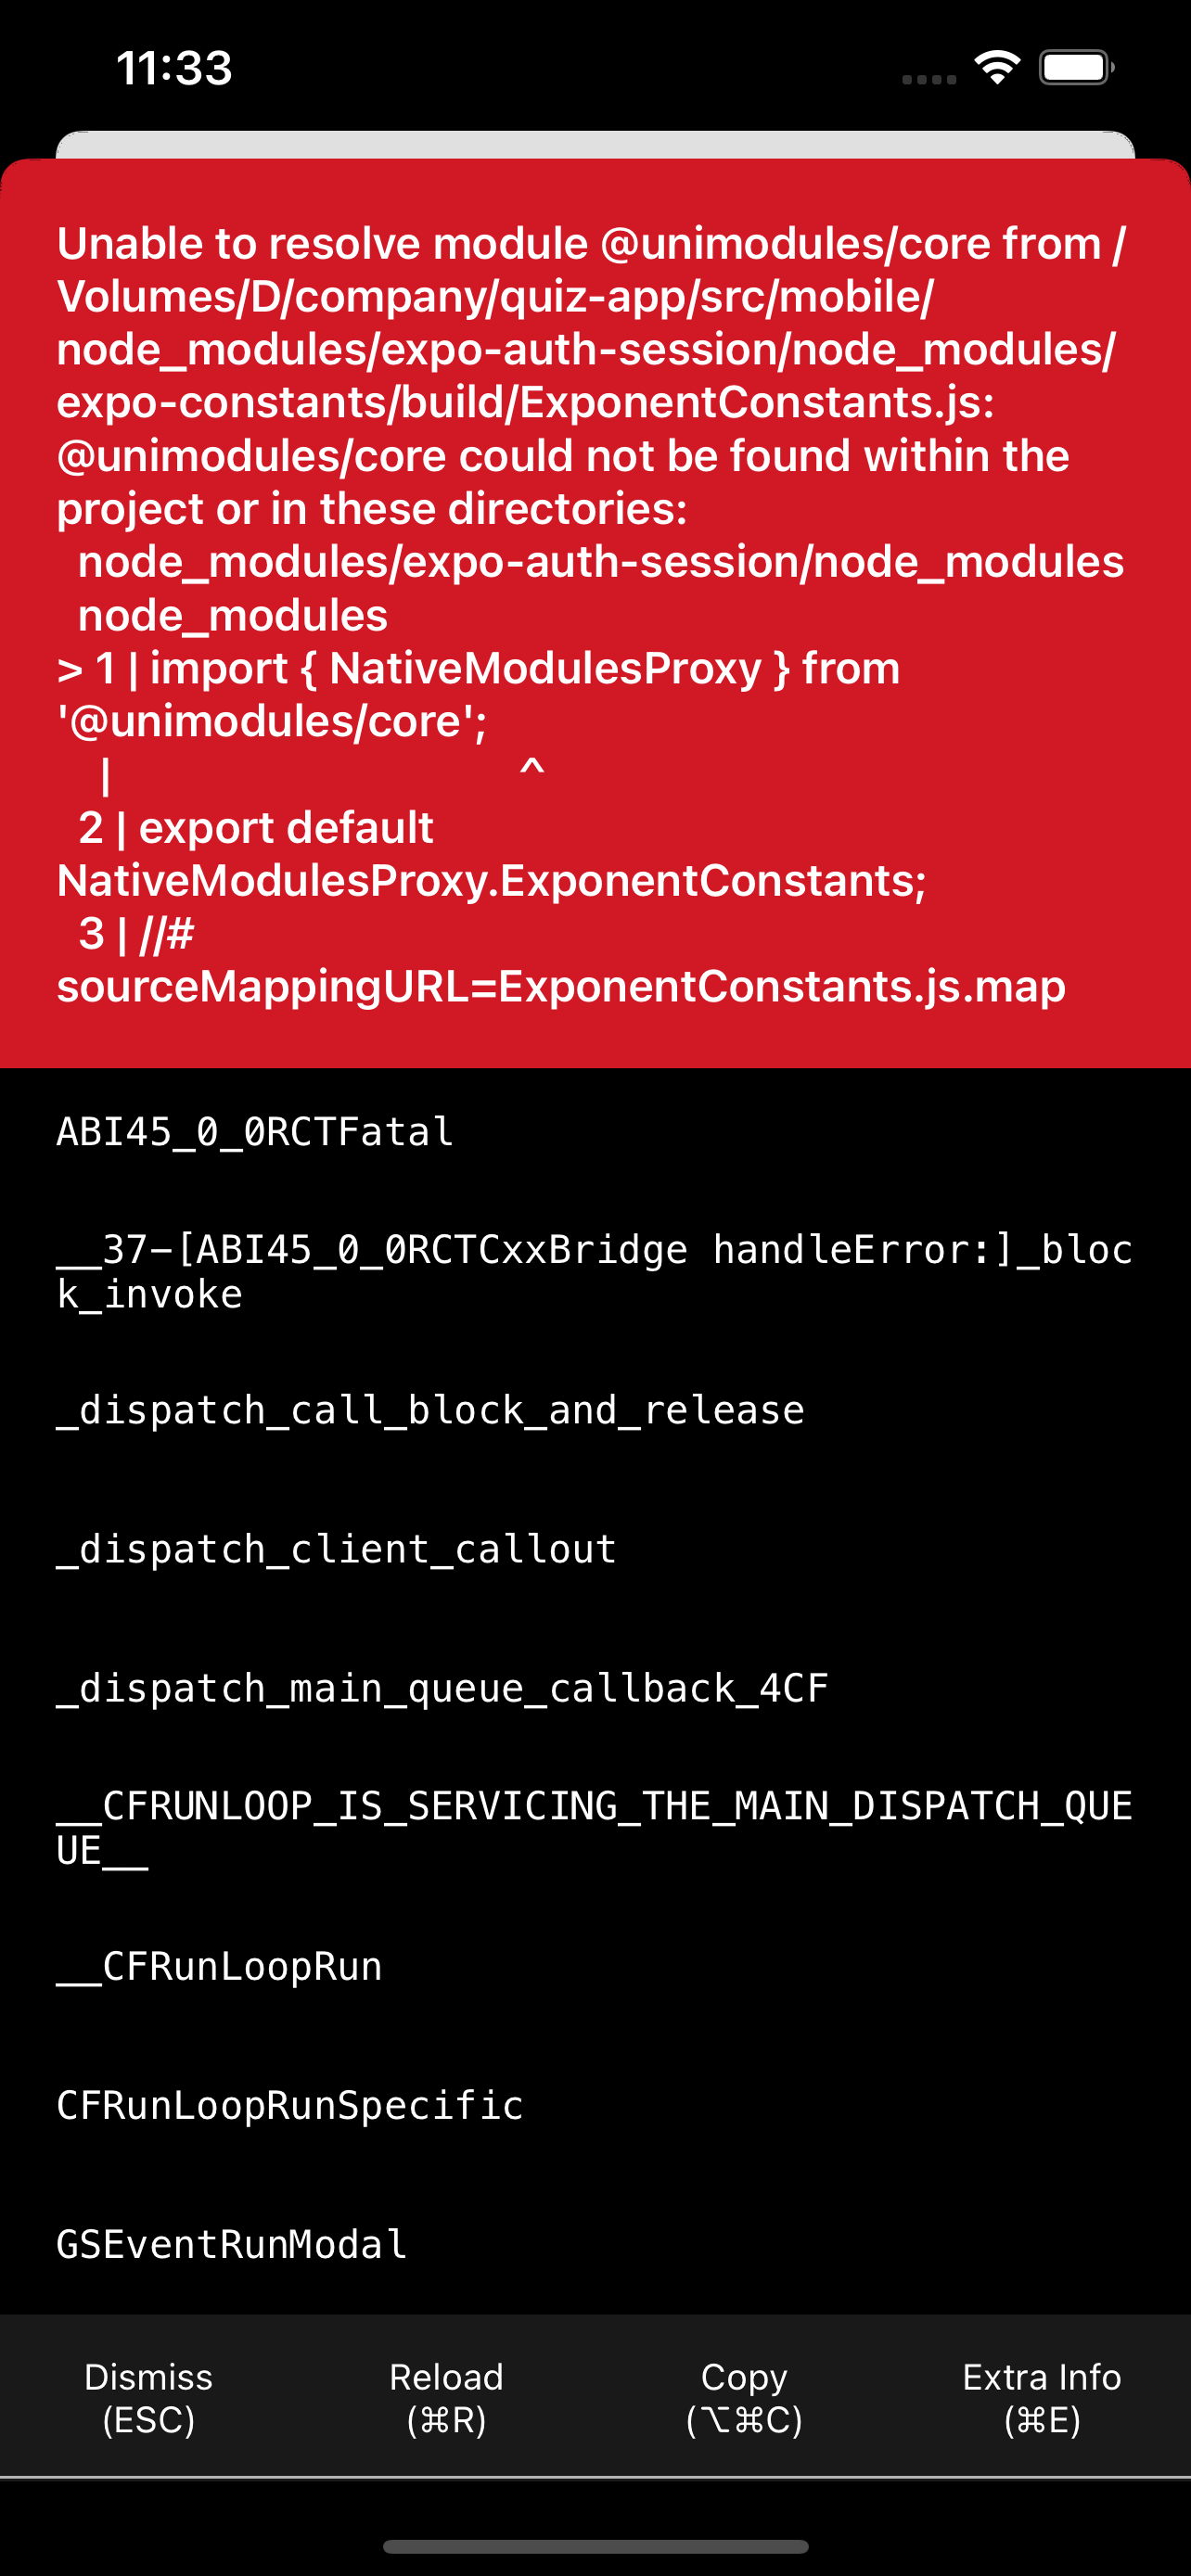 11:33
Unable to resolve module @unimodules/core from /
Volumes/D/company/quiz-app/src/mobile/
node_modules/expo-auth-session/node_modules/
expo-constants/build/ExponentConstants.js:
@unimodules/core could not be found within the
project or in these directories:
  node_modules/expo-auth-session/node_modules
  node_modules
> 1 | import { NativeModulesProxy } from
'@unimodules/core';
    |                                     ^
  2 | export default
NativeModulesProxy.ExponentConstants;
  3 | //#
sourceMappingURL=ExponentConstants.js.map
ABI45_0_0RCTFatal
__37-[ABI45_0_0RCTCxxBridge handleError:]_bloc
k_invoke
_dispatch_call_block_and_release
_dispatch_client_callout
_dispatch_main_queue_callback_4CF
__CFRUNLOOP_IS_SERVICING_THE_MAIN_DISPATCH_QUE
UE__
__CFRunLoopRun
CFRunLoopRunSpecific
GSEventRunModal
Dismiss Reload Copy Extra Info
(ESC) (⌘R) (⌥⌘C) (⌘E)